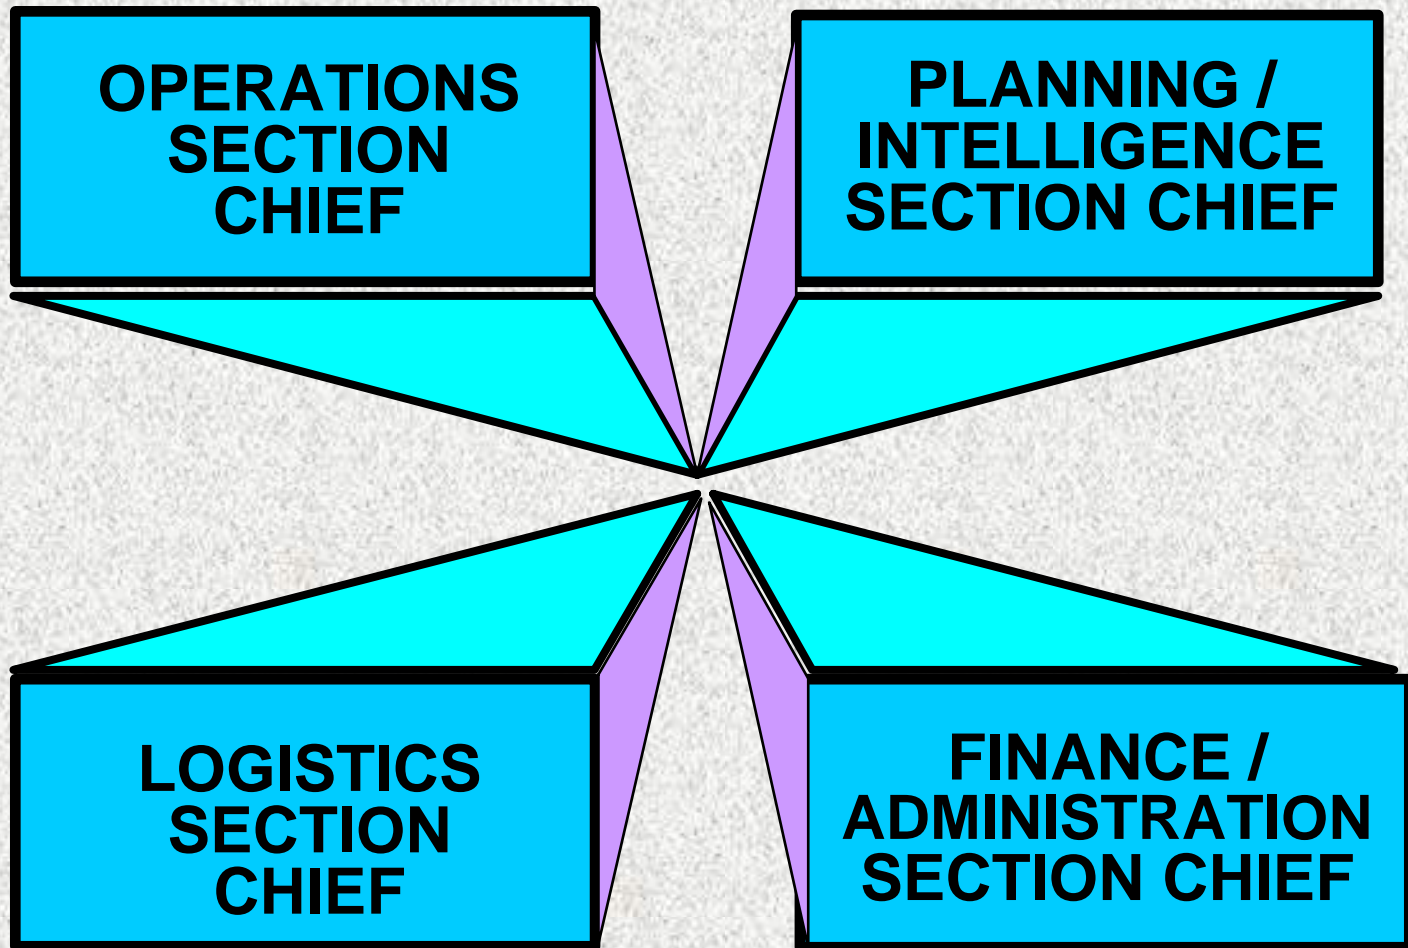 OPERATIONS
SECTION
CHIEF
PLANNING /
INTELLIGENCE
SECTION CHIEF
LOGISTICS
SECTION
CHIEF
FINANCE /
ADMINISTRATION
SECTION CHIEF